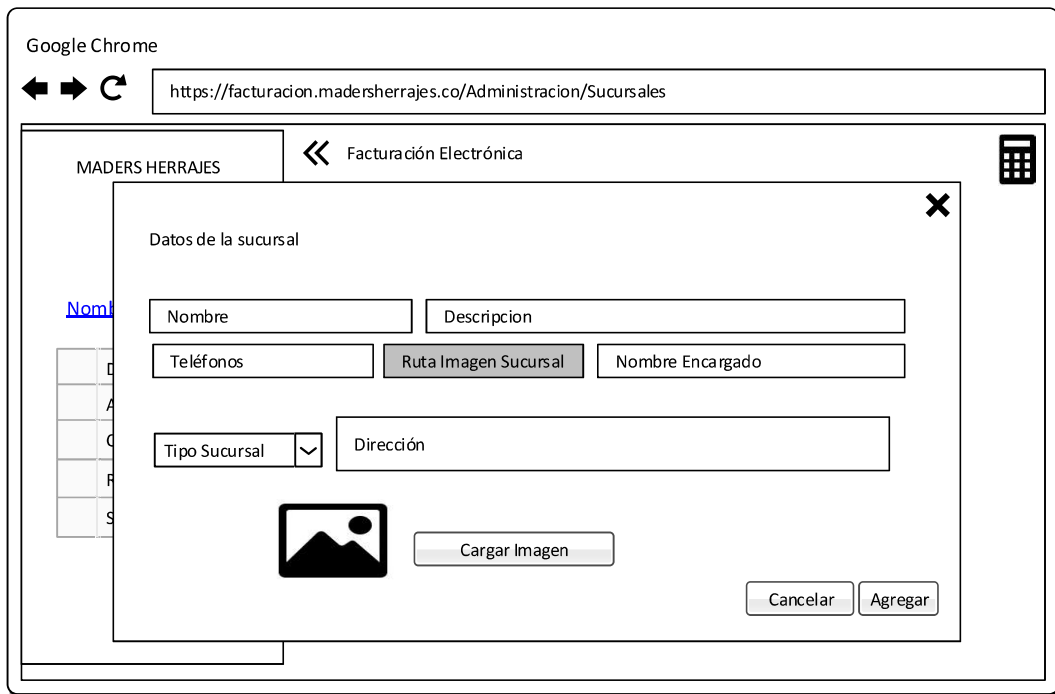 Google Chrome
https://facturacion.madersherrajes.co/Administracion/Sucursales
MADERS HERRAJES
Facturación Electrónica
Datos de la sucursal
Nombre Descripcion
Teléfonos Ruta Imagen Sucursal Nombre Encargado
Tipo Sucursal Dirección
Cargar Imagen
Cancelar Agregar